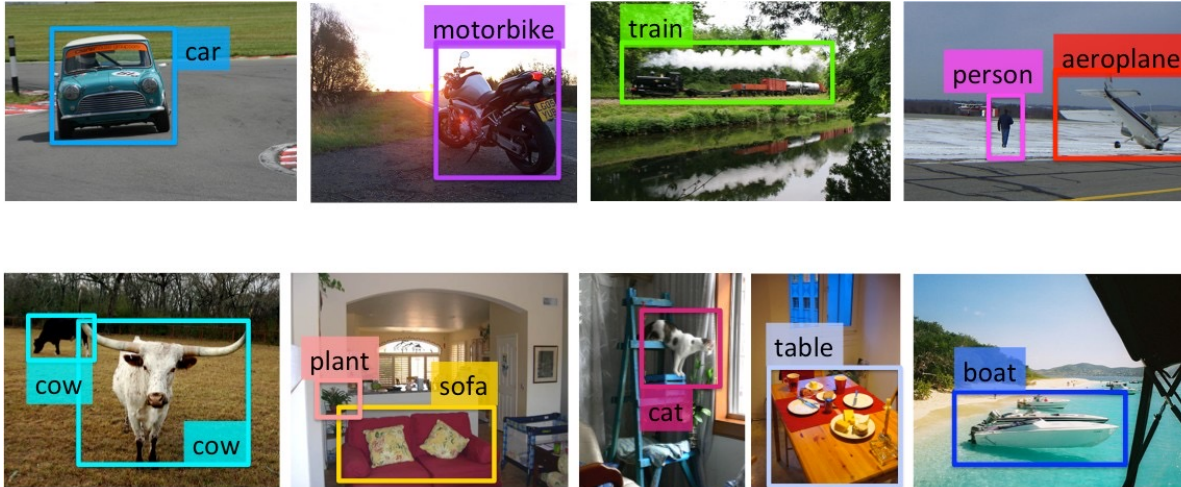 car
motorbike
train
person
aeroplane
cow
cow
plant
sofa
cat
table
boat